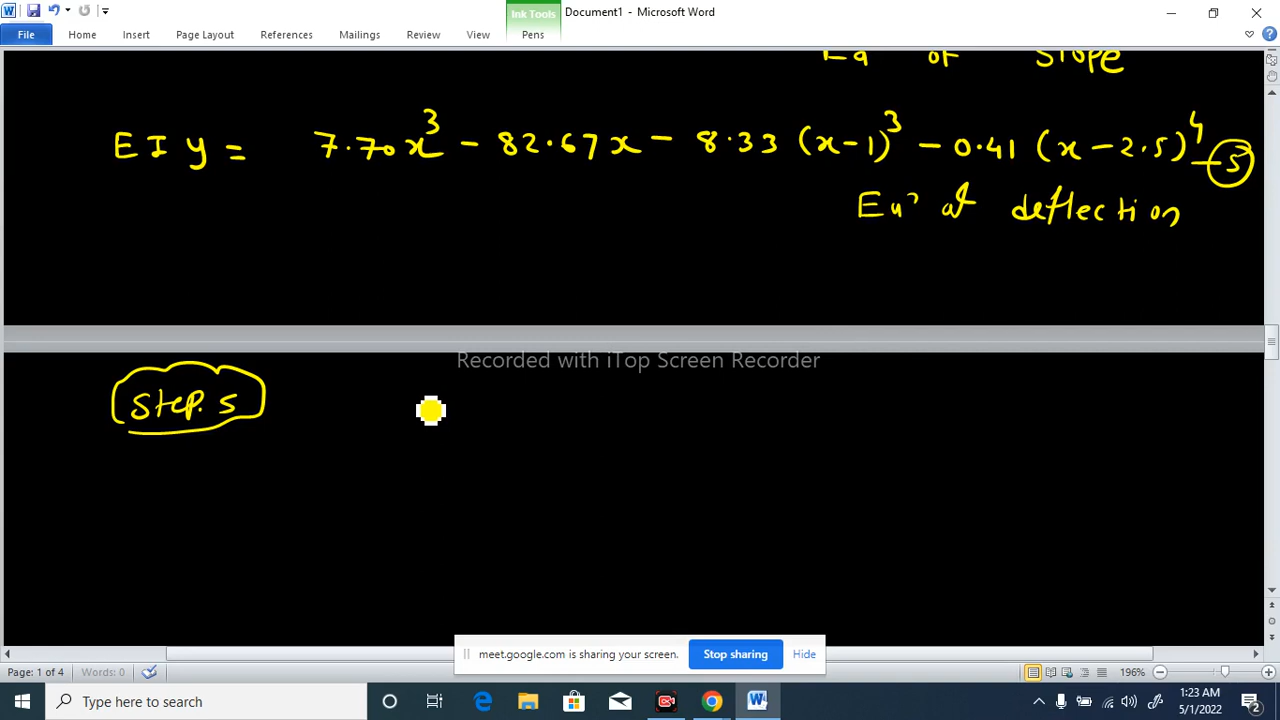 Ink Tools
Document1 - Microsoft Word
File Home Insert Page Layout References Mailings Review View Pens
of Slope
E I y = 7.70x³ - 82.67x - 8.33 (x-1)³ - 0.41 (x - 2.5)⁴ - 5
at deflection
Recorded with iTop Screen Recorder
Step. 5
meet.google.com is sharing your screen. Stop sharing Hide
Page: 1 of 4 Words: 0 196%
Type here to search
1:23 AM
5/1/2022
2